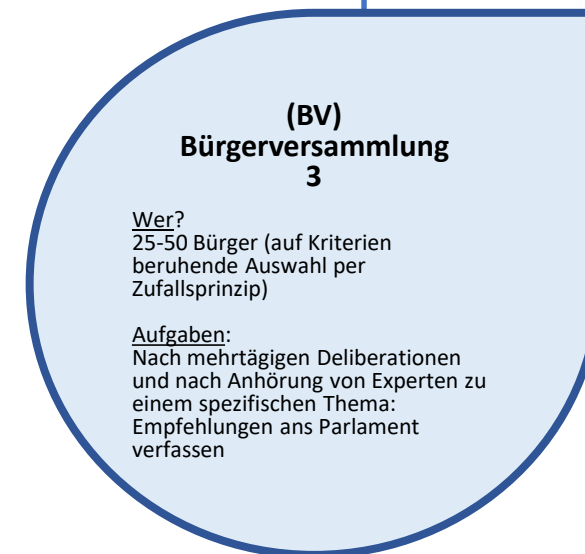 (BV)
Bürgerversammlung
3
Wer?
25-50 Bürger (auf Kriterien
beruhende Auswahl per
Zufallsprinzip)
Aufgaben:
Nach mehrtägigen Deliberationen
und nach Anhörung von Experten zu
einem spezifischen Thema:
Empfehlungen ans Parlament
verfassen